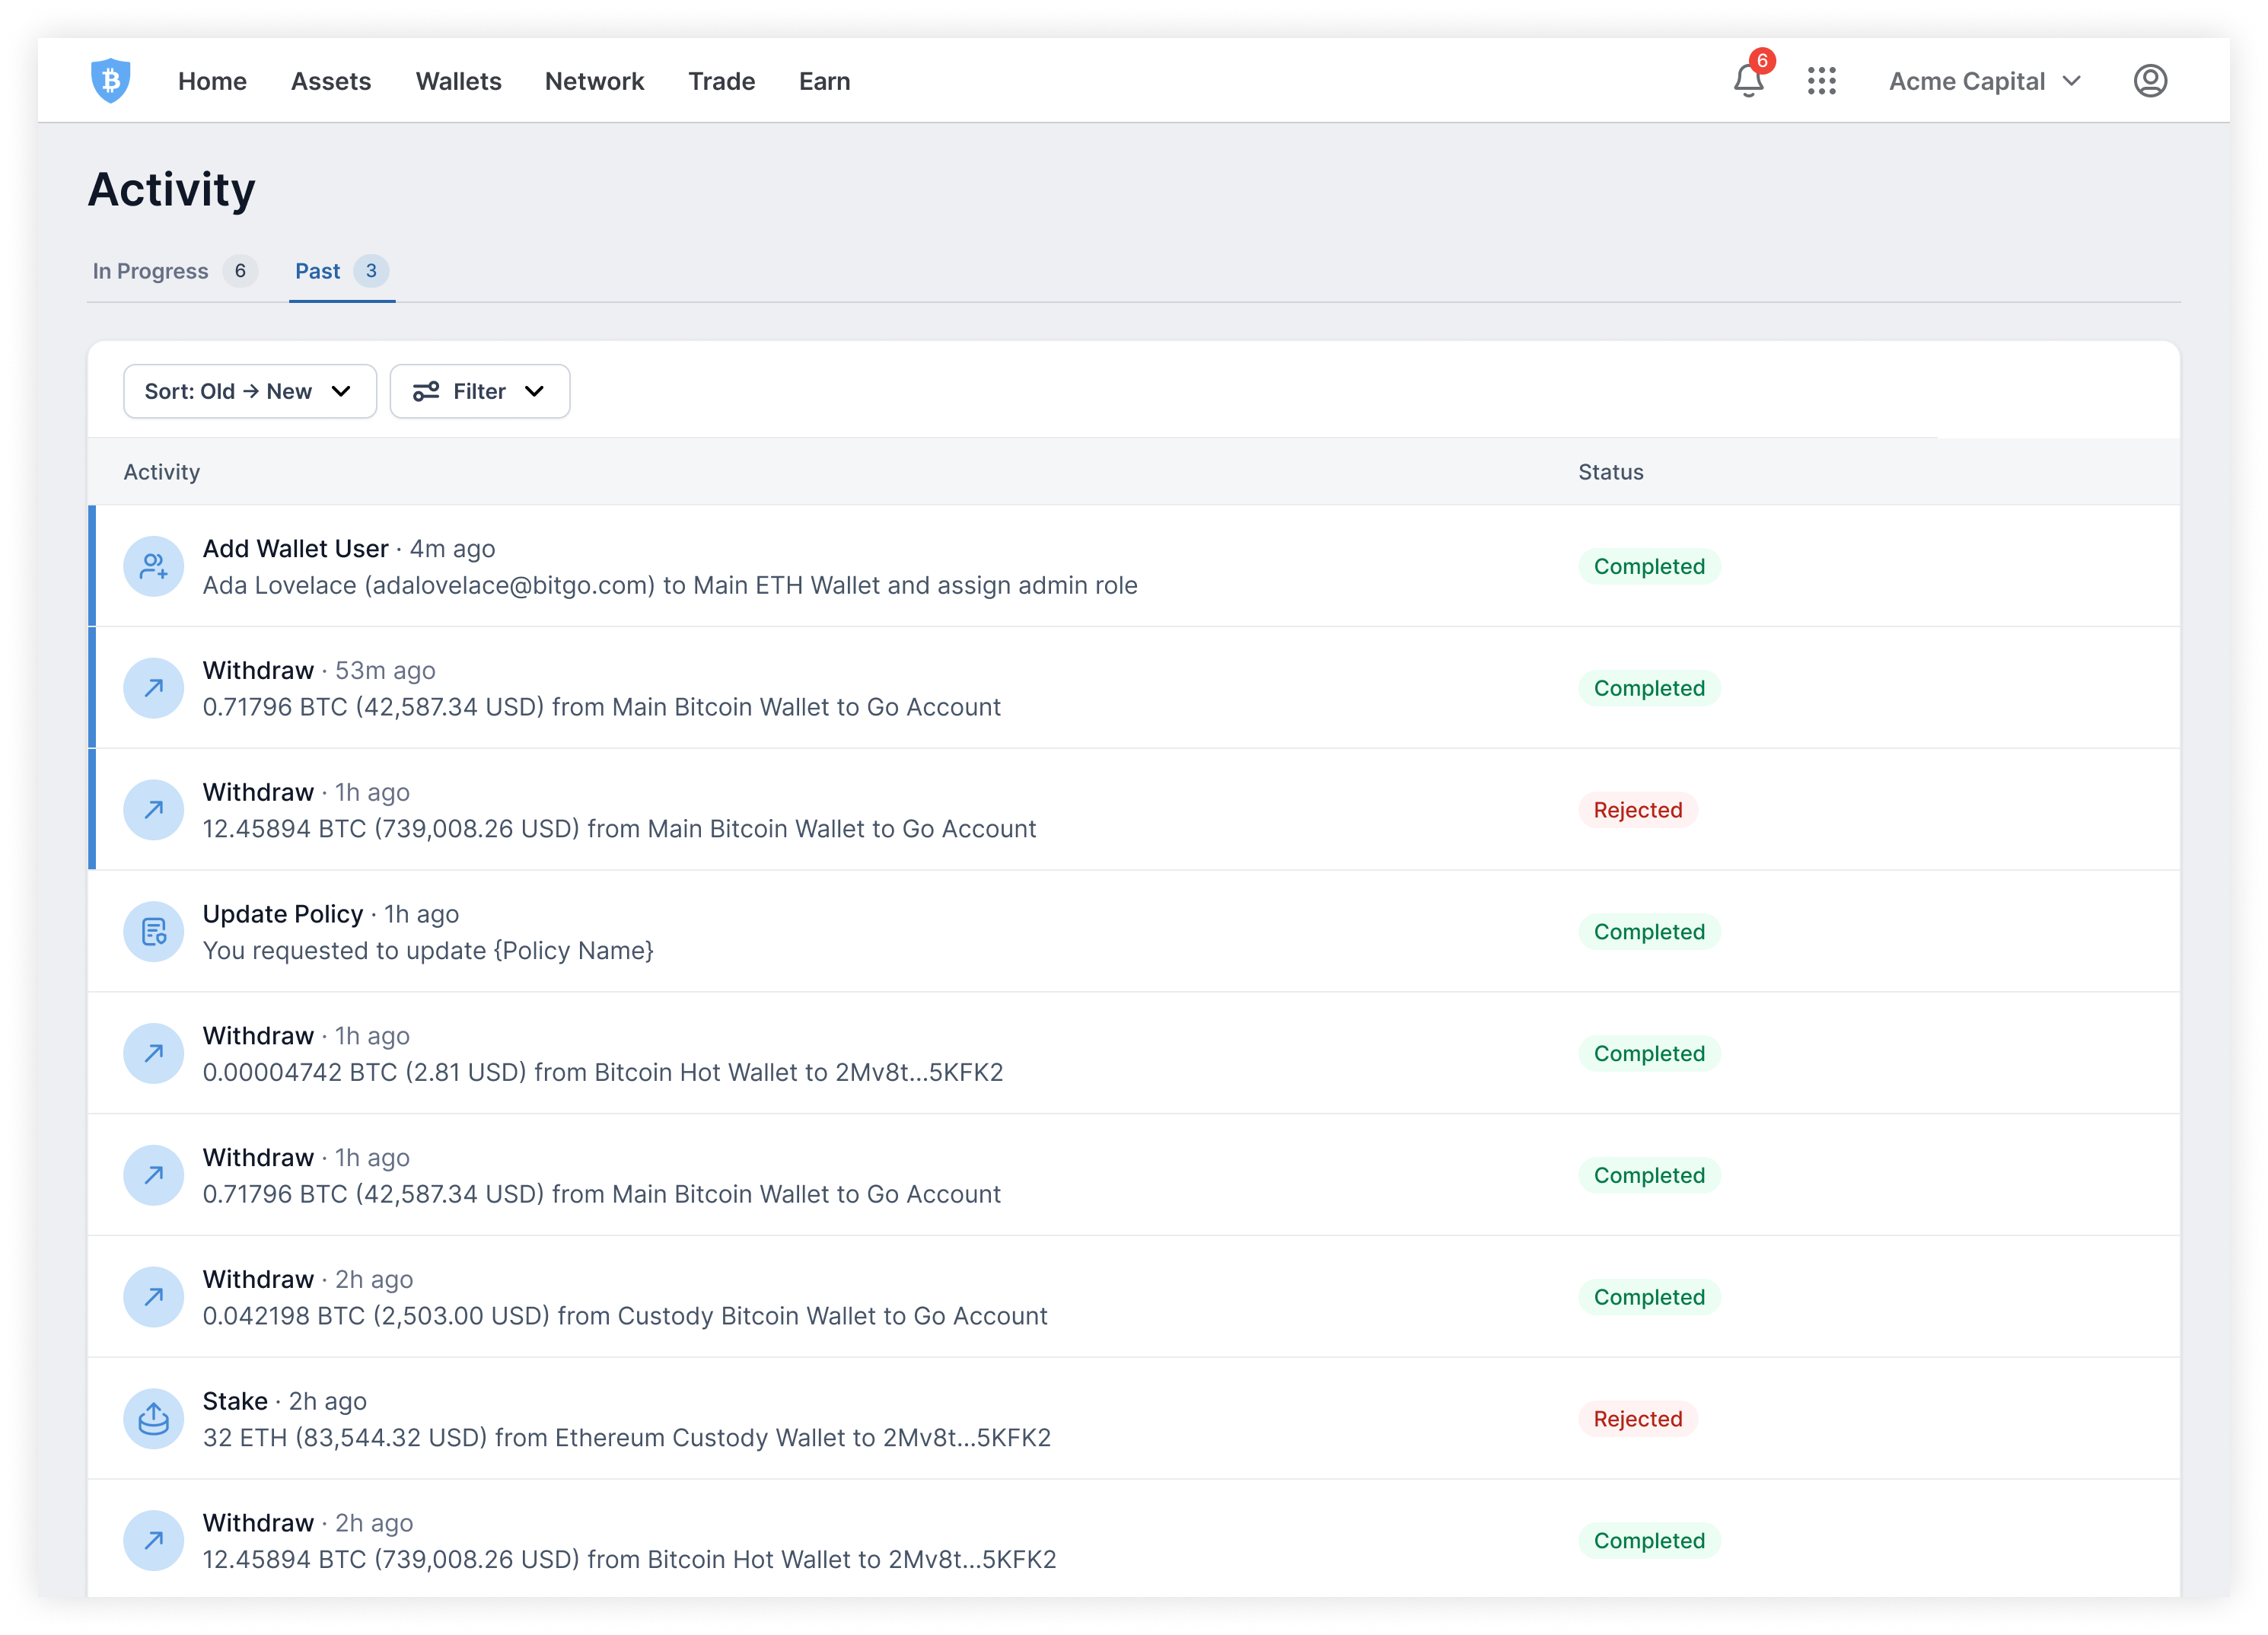 Home Assets Wallets Network Trade Earn 6 Acme Capital
Activity
In Progress 6 Past 3
Sort: Old → New Filter
Activity Status
Add Wallet User · 4m ago
Ada Lovelace (adalovelace@bitgo.com) to Main ETH Wallet and assign admin role
Completed
Withdraw · 53m ago
0.71796 BTC (42,587.34 USD) from Main Bitcoin Wallet to Go Account
Completed
Withdraw · 1h ago
12.45894 BTC (739,008.26 USD) from Main Bitcoin Wallet to Go Account
Rejected
Update Policy · 1h ago
You requested to update {Policy Name}
Completed
Withdraw · 1h ago
0.00004742 BTC (2.81 USD) from Bitcoin Hot Wallet to 2Mv8t...5KFK2
Completed
Withdraw · 1h ago
0.71796 BTC (42,587.34 USD) from Main Bitcoin Wallet to Go Account
Completed
Withdraw · 2h ago
0.042198 BTC (2,503.00 USD) from Custody Bitcoin Wallet to Go Account
Completed
Stake · 2h ago
32 ETH (83,544.32 USD) from Ethereum Custody Wallet to 2Mv8t...5KFK2
Rejected
Withdraw · 2h ago
12.45894 BTC (739,008.26 USD) from Bitcoin Hot Wallet to 2Mv8t...5KFK2
Completed